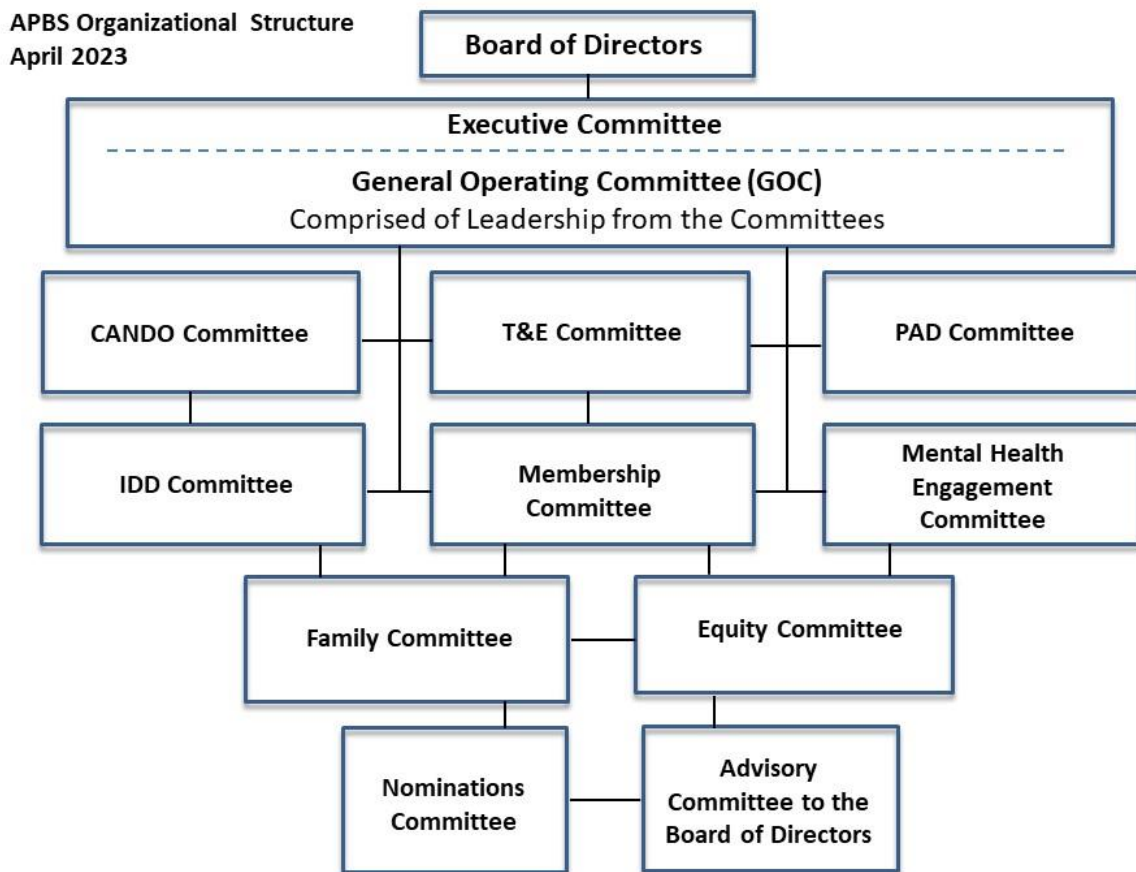 APBS Organizational Structure
April 2023
Board of Directors
Executive Committee
General Operating Committee (GOC)
Comprised of Leadership from the Committees
CANDO Committee
T&E Committee
PAD Committee
IDD Committee
Membership
Committee
Mental Health
Engagement
Committee
Family Committee
Equity Committee
Nominations
Committee
Advisory
Committee to the
Board of Directors